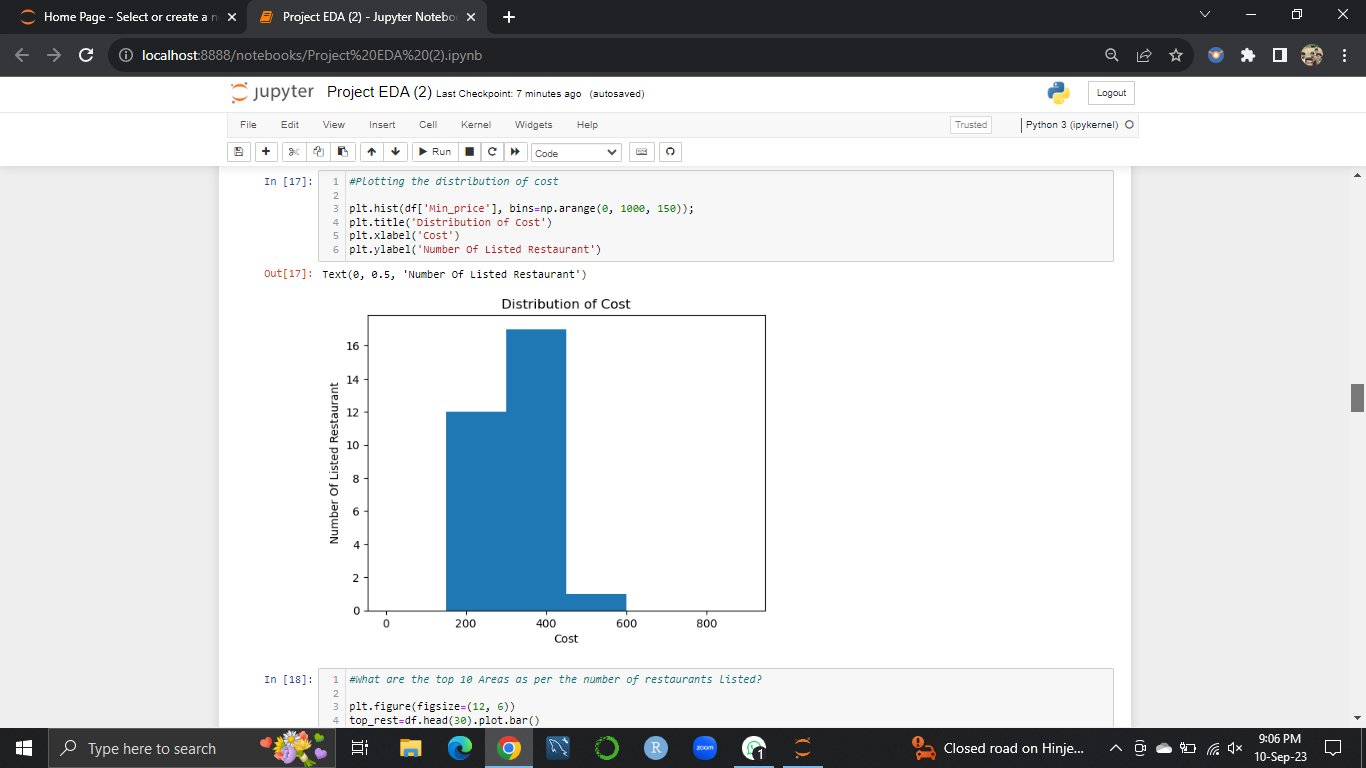 Home Page - Select or create a n
Project EDA (2) - Jupyter Notebo
localhost:8888/notebooks/Project%20EDA%20(2).ipynb
jupyter Project EDA (2) Last Checkpoint: 7 minutes ago (autosaved)
Logout
File Edit View Insert Cell Kernel Widgets Help
Trusted
Python 3 (ipykernel)
Run
Code
In [17]:
1 #Plotting the distribution of cost
2
3 plt.hist(df['Min_price'], bins=np.arange(0, 1000, 150));
4 plt.title('Distribution of Cost')
5 plt.xlabel('Cost')
6 plt.ylabel('Number Of Listed Restaurant')
Out[17]: Text(0, 0.5, 'Number Of Listed Restaurant')
Distribution of Cost
Number Of Listed Restaurant
16
14
12
10
8
6
4
2
0
0 200 400 600 800
Cost
In [18]:
1 #What are the top 10 Areas as per the number of restaurants listed?
2
3 plt.figure(figsize=(12, 6))
4 top_rest=df.head(30).plot.bar()
Type here to search
R
zoom
1
Closed road on Hinje...
9:06 PM
10-Sep-23